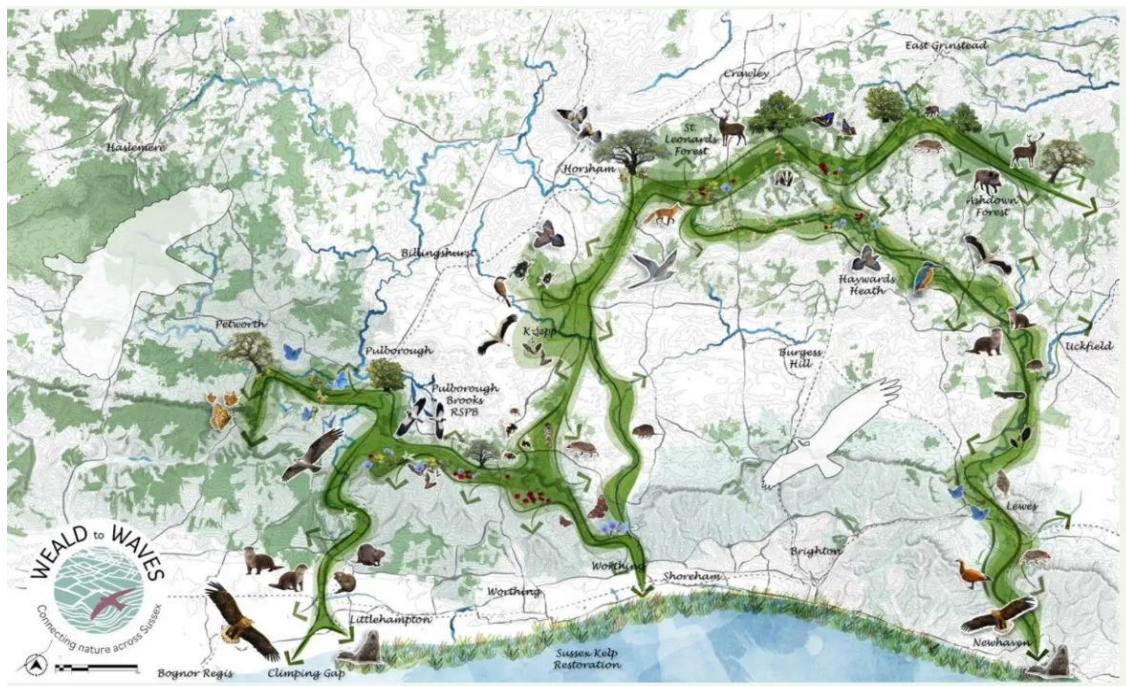 East Grinstead
Crawley
St.
Leonards
Forest
Haslemere
Horsham
Ashdown
Forest
Billingshurst
Haywards
Heath
Petworth
Knepp
Uckfield
Pulborough
Burgess
Hill
Pulborough
Brooks
RSPB
Lewes
WEALD to WAVES
Connecting nature across Sussex
Brighton
Worthing
Shoreham
Worthing
Littlehampton
Newhaven
Sussex Kelp
Restoration
Bognor Regis
Climping Gap